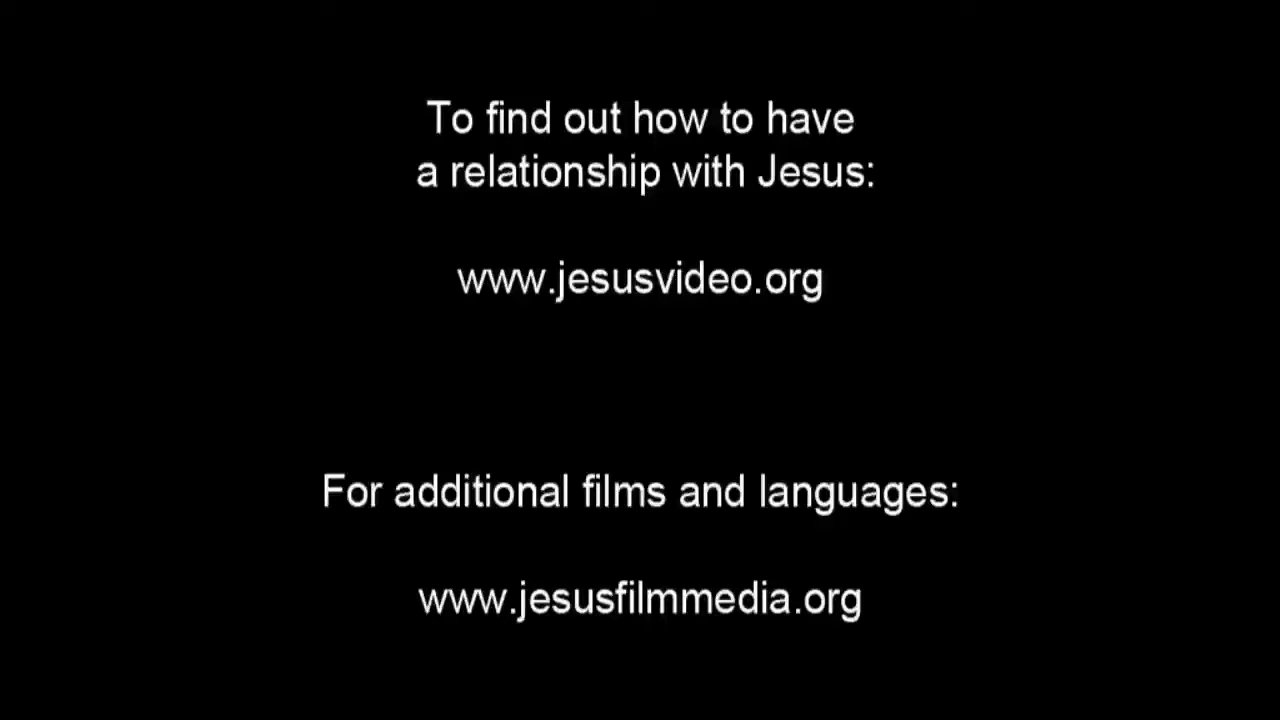 To find out how to have
a relationship with Jesus:
www.jesusvideo.org
For additional films and languages:
www.jesusfilmmedia.org